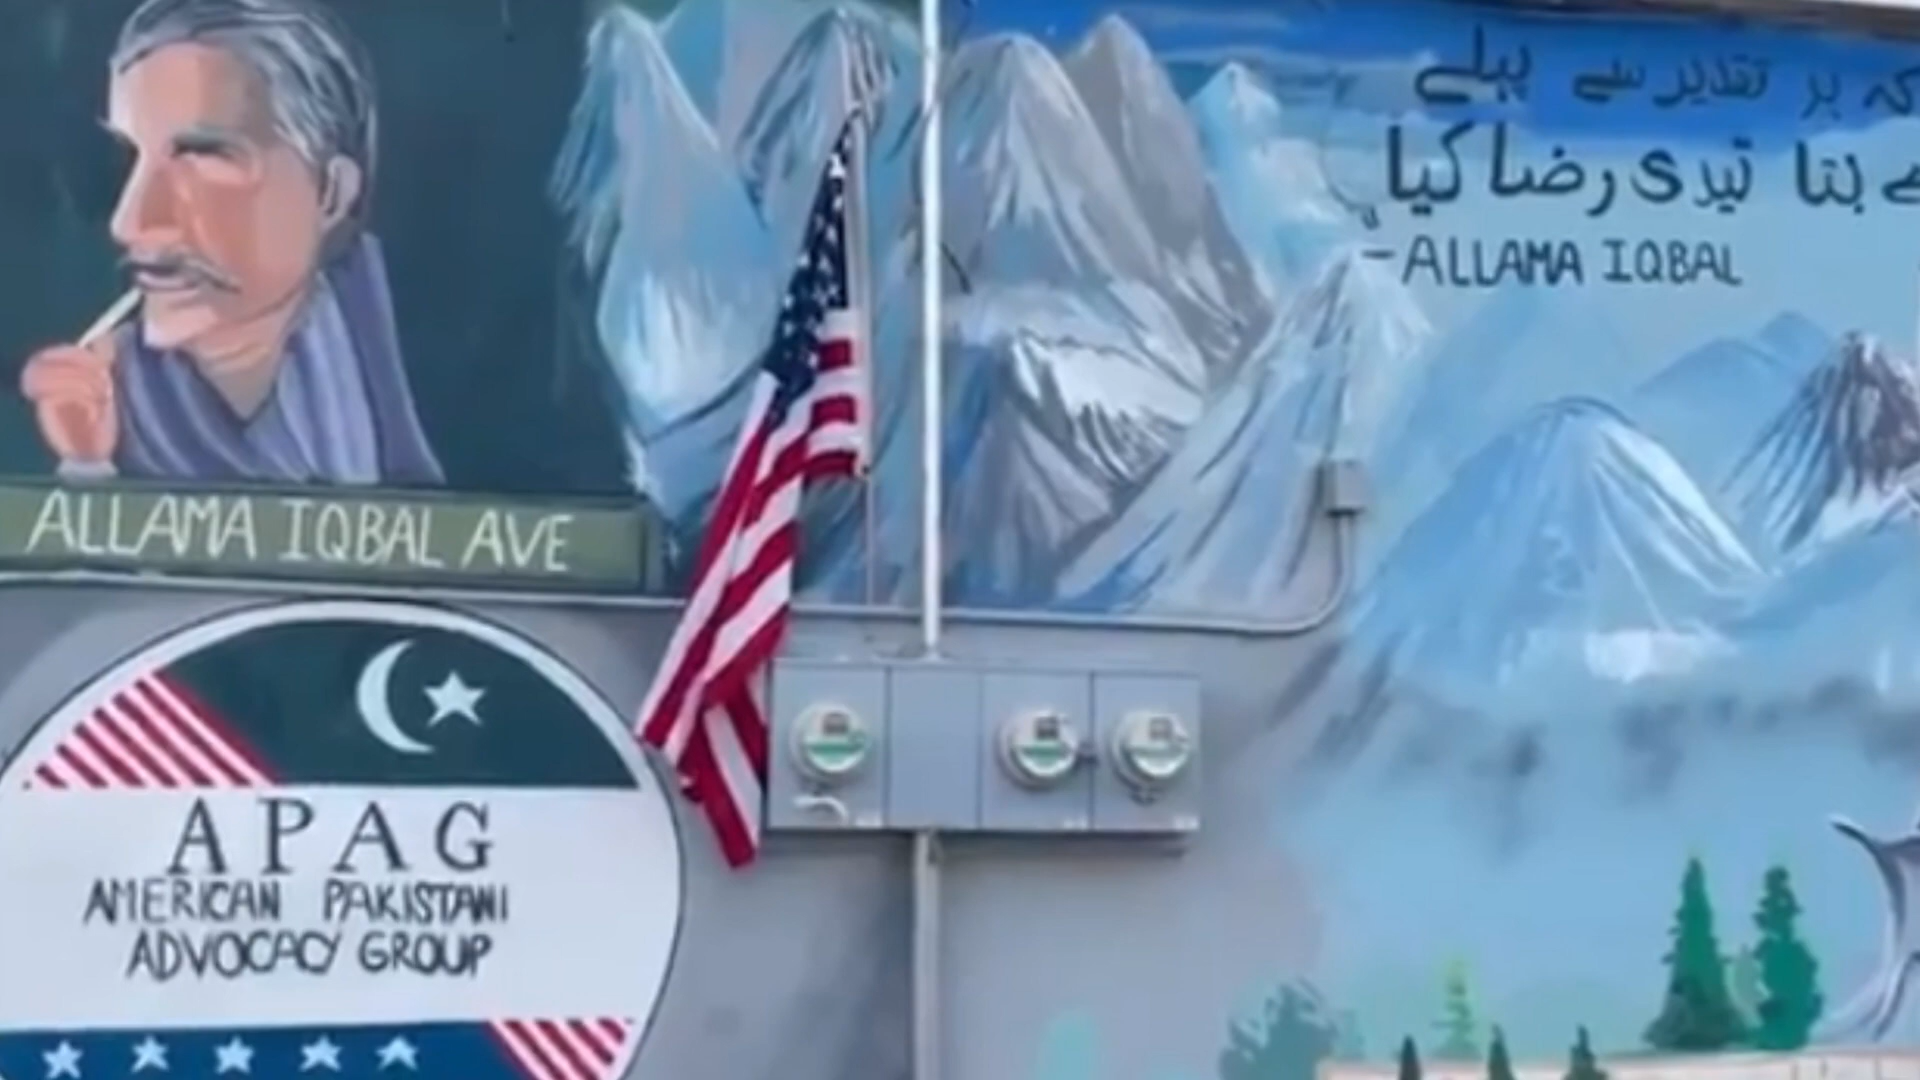 کہ ہر تقدیر سے پہلے
بتا تیری رضا کیا
- ALLAMA IQBAL
ALLAMA IQBAL AVE
APAG
AMERICAN PAKISTANI
ADVOCACY GROUP